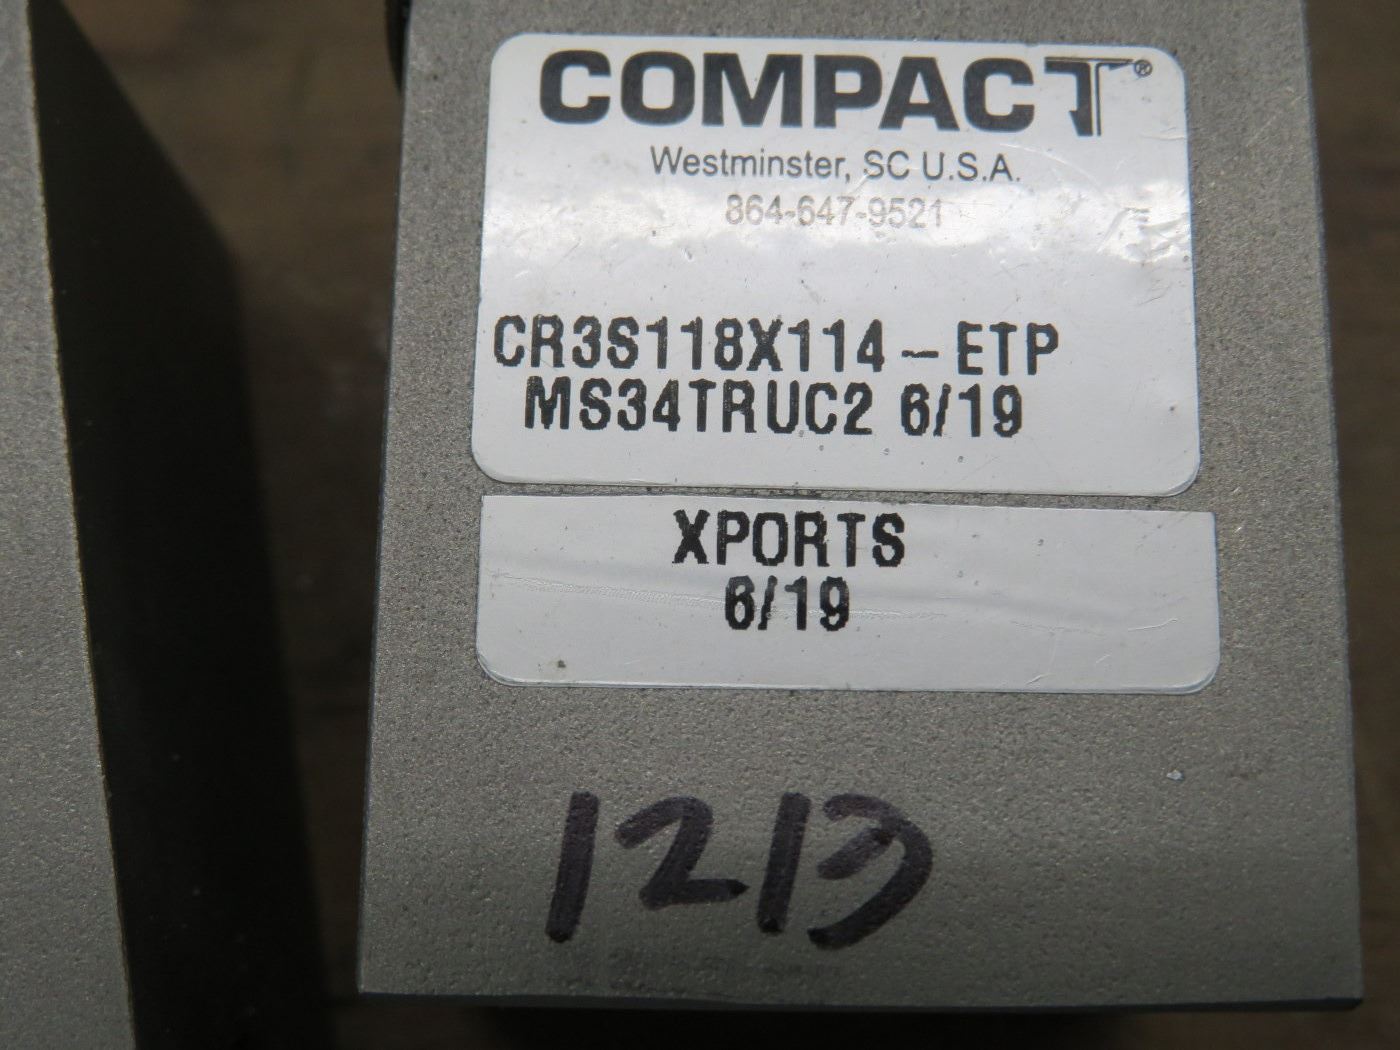 COMPACT®
Westminster, SC U.S.A.
864-647-9521
CR3S118X114-ETP
MS34TRUC2 6/19
XPORTS
6/19
1213